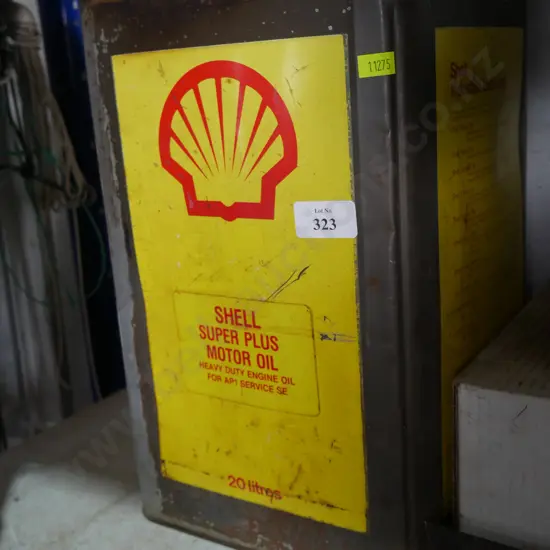 11275
Lot No.
323
SHELL
SUPER PLUS
MOTOR OIL
HEAVY DUTY ENGINE OIL
FOR API SERVICE SE
20 litres